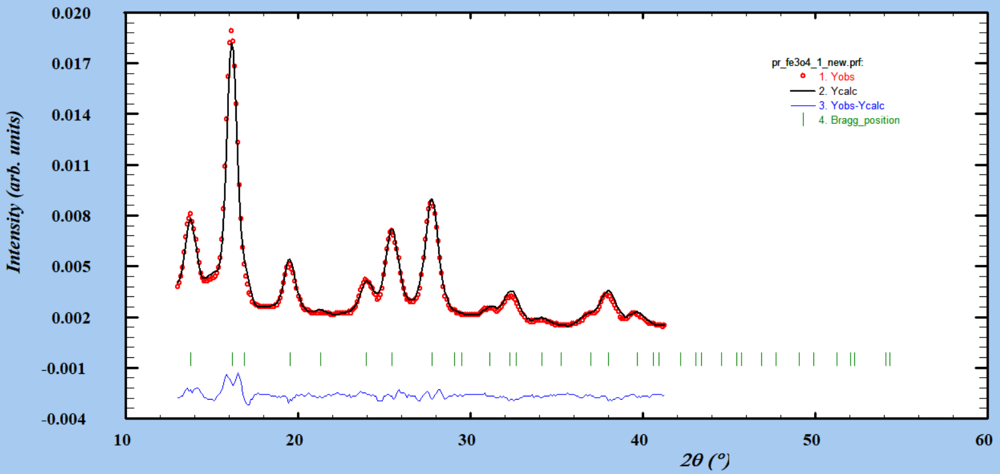 0.020
0.017
0.014
0.011
0.008
0.005
0.002
-0.001
-0.004
Intensity (arb. units)
pr_fe3o4_1_new.prf:
1. Yobs
2. Ycalc
3. Yobs-Ycalc
4. Bragg_position
10 20 30 40 50 60
2θ (°)